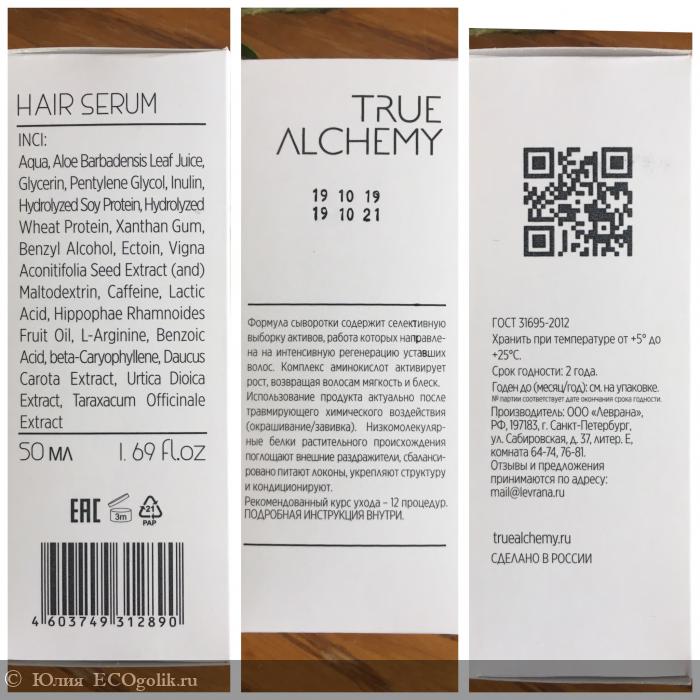 HAIR SERUM
INCI:
Aqua, Aloe Barbadensis Leaf Juice,
Glycerin, Pentylene Glycol, Inulin,
Hydrolyzed Soy Protein, Hydrolyzed
Wheat Protein, Xanthan Gum,
Benzyl Alcohol, Ectoin, Vigna
Aconitifolia Seed Extract (and)
Maltodextrin, Caffeine, Lactic
Acid, Hippophae Rhamnoides
Fruit Oil, L-Arginine, Benzoic
Acid, beta-Caryophyllene, Daucus
Carota Extract, Urtica Dioica
Extract, Taraxacum Officinale
Extract
50 МЛ 1. 69 fl.oz
EAC 3m 21
PAP
4 603749 312890
TRUE
ALCHEMY
19 10 19
19 10 21
Формула сыворотки содержит селективную
выборку активов, работа которых направле-
на на интенсивную регенерацию уставших
волос. Комплекс аминокислот активирует
рост, возвращая волосам мягкость и блеск.
Использование продукта актуально после
травмирующего химического воздействия
(окрашивание/завивка). Низкомолекуляр-
ные белки растительного происхождения
поглощают внешние раздражители, сбаланси-
ровано питают локоны, укрепляют структуру
и кондиционируют.
Рекомендованный курс ухода – 12 процедур.
ПОДРОБНАЯ ИНСТРУКЦИЯ ВНУТРИ.
ГОСТ 31695-2012
Хранить при температуре от +5° до
+25°C.
Срок годности: 2 года.
Годен до (месяц/год): см. на упаковке.
№ партии соответствует дате окончания срока годности.
Производитель: ООО «Леврана»,
РФ, 197183, г. Санкт-Петербург,
ул. Сабировская, д. 37, литер. Е,
комната 64-74, 76-81.
Отзывы и предложения
принимаются по адресу:
mail@levrana.ru
truealchemy.ru
СДЕЛАНО В РОССИИ
© Юлия ECOgolik.ru